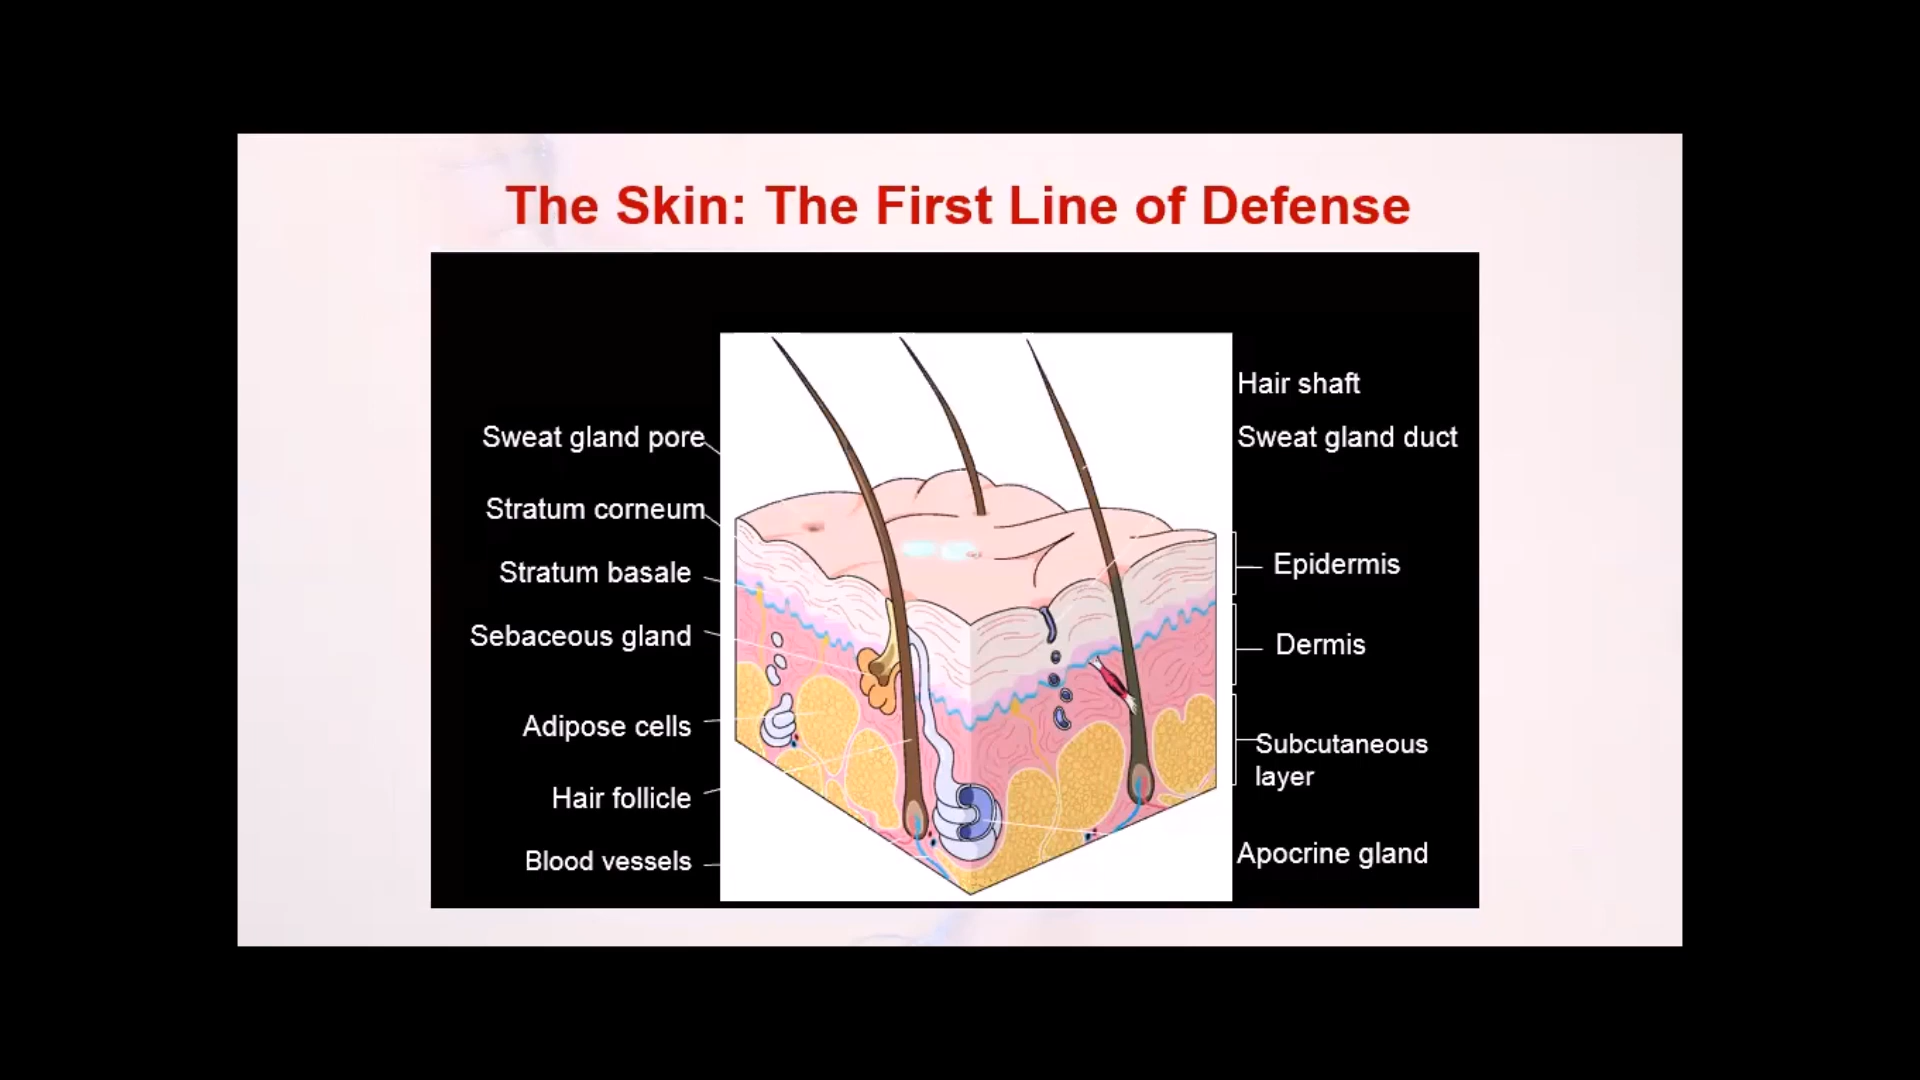 The Skin: The First Line of Defense
Sweat gland pore
Stratum corneum
Stratum basale
Sebaceous gland
Adipose cells
Hair follicle
Blood vessels
Hair shaft
Sweat gland duct
Epidermis
Dermis
Subcutaneous
layer
Apocrine gland